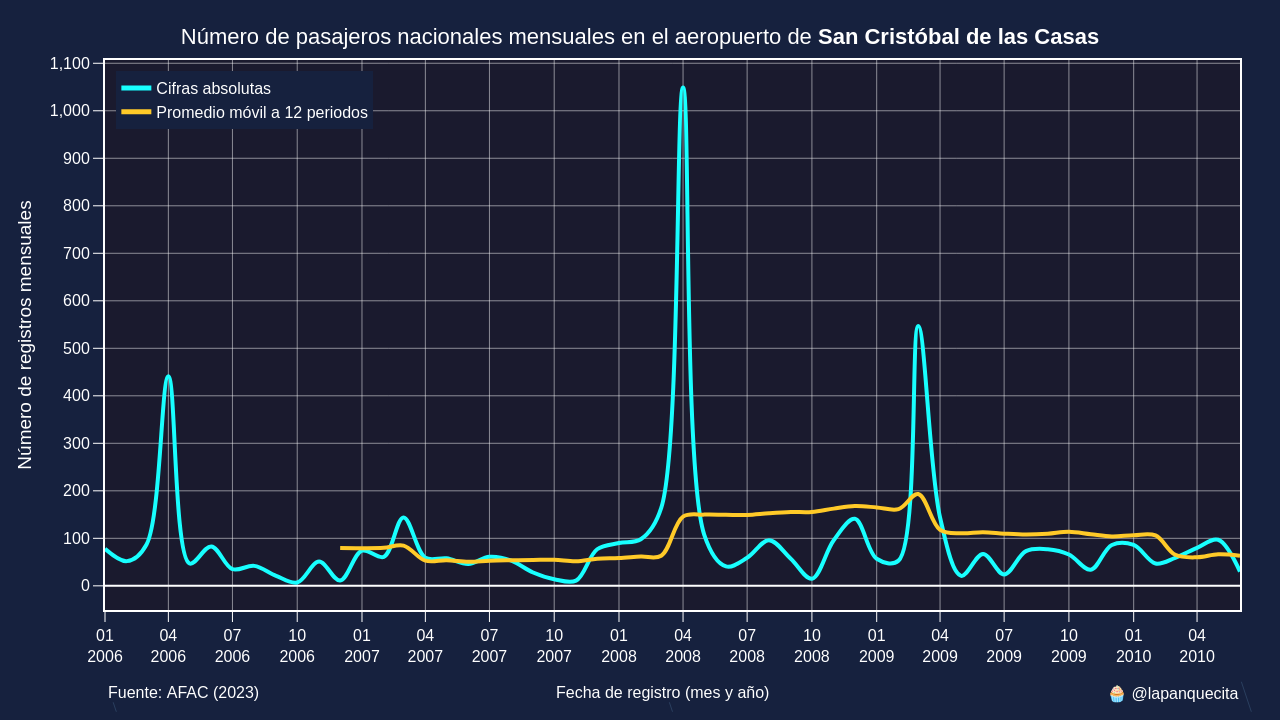 Número de pasajeros nacionales mensuales en el aeropuerto de San Cristóbal de las Casas
Cifras absolutas
Promedio móvil a 12 periodos
Número de registros mensuales
1,100
1,000
900
800
700
600
500
400
300
200
100
0
01 04 07 10 01 04 07 10 01 04 07 10 01 04 07 10 01 04
2006 2006 2006 2006 2007 2007 2007 2007 2008 2008 2008 2008 2009 2009 2009 2009 2010 2010
Fuente: AFAC (2023) Fecha de registro (mes y año) 🧁 @lapanquecita